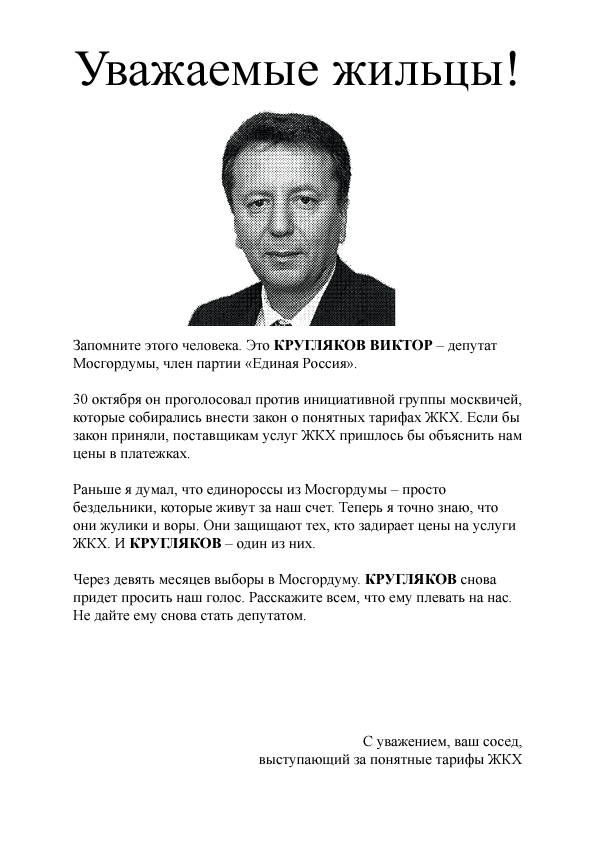 Уважаемые жильцы!
Запомните этого человека. Это КРУГЛЯКОВ ВИКТОР – депутат
Мосгордумы, член партии «Единая Россия».
30 октября он проголосовал против инициативной группы москвичей,
которые собирались внести закон о понятных тарифах ЖКХ. Если бы
закон приняли, поставщикам услуг ЖКХ пришлось бы объяснить нам
цены в платежках.
Раньше я думал, что единороссы из Мосгордумы – просто
бездельники, которые живут за наш счет. Теперь я точно знаю, что
они жулики и воры. Они защищают тех, кто задирает цены на услуги
ЖКХ. И КРУГЛЯКОВ – один из них.
Через девять месяцев выборы в Мосгордуму. КРУГЛЯКОВ снова
придет просить наш голос. Расскажите всем, что ему плевать на нас.
Не дайте ему снова стать депутатом.
С уважением, ваш сосед,
выступающий за понятные тарифы ЖКХ